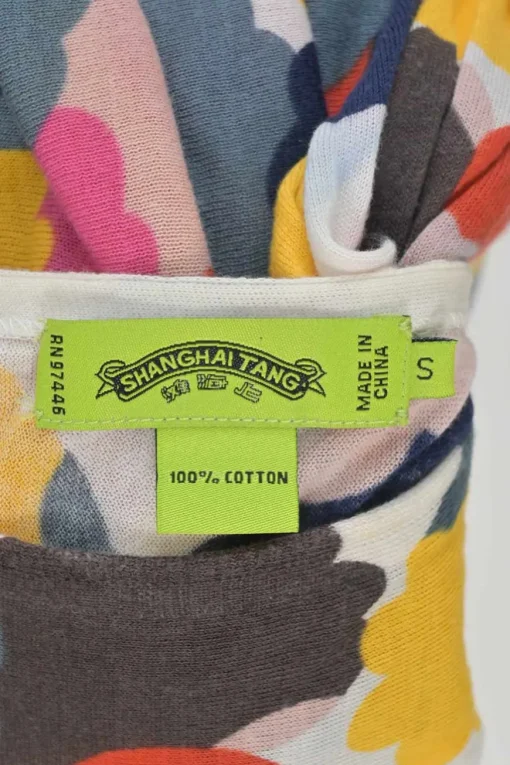 RN97446
SHANGHAI TANG
上海灘
MADE IN
CHINA
S
100% COTTON